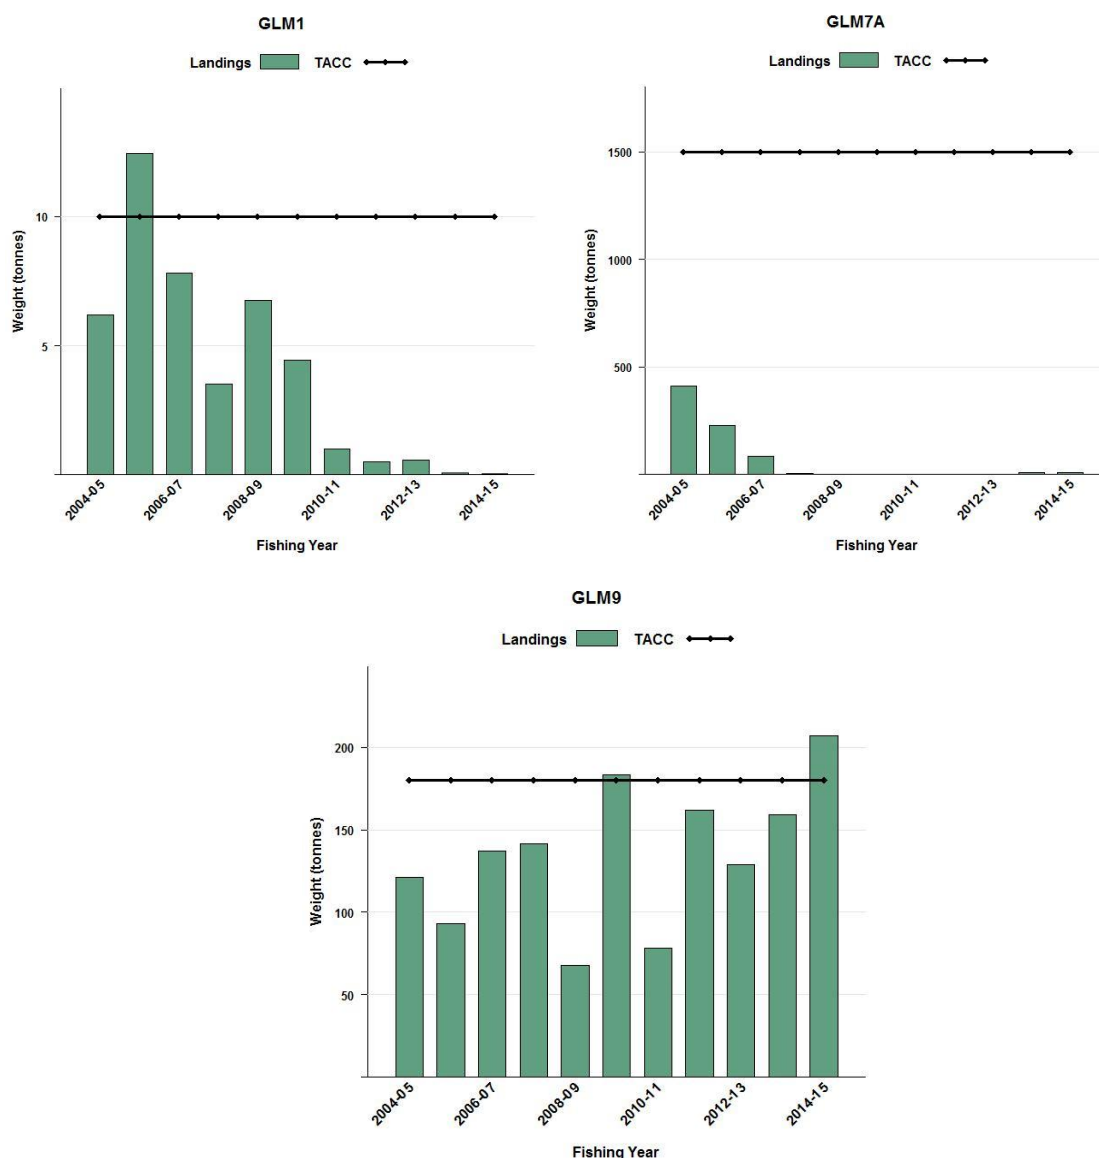 GLM1
Landings TACC
Weight (tonnes)
10
5
2004-05
2006-07
2008-09
2010-11
2012-13
2014-15
Fishing Year
GLM7A
Landings TACC
Weight (tonnes)
1500
1000
500
2004-05
2006-07
2008-09
2010-11
2012-13
2014-15
Fishing Year
GLM9
Landings TACC
Weight (tonnes)
200
150
100
50
2004-05
2006-07
2008-09
2010-11
2012-13
2014-15
Fishing Year